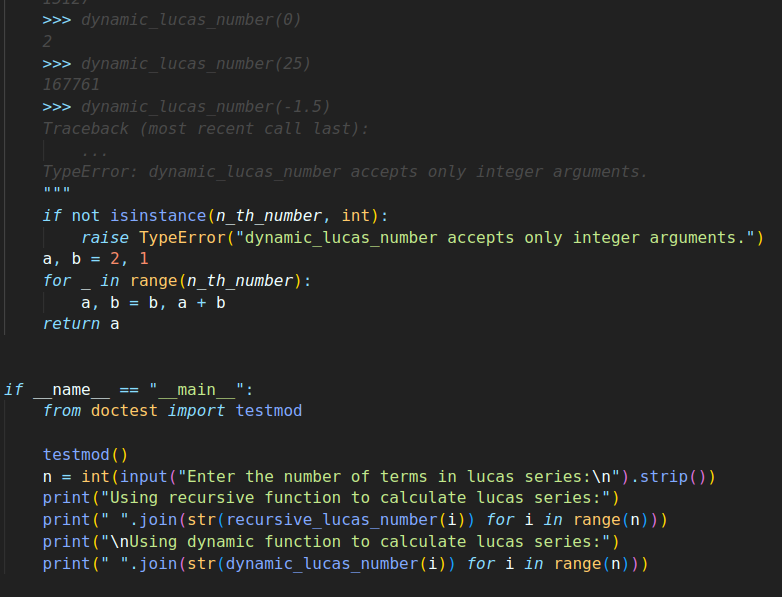 15127
>>> dynamic_lucas_number(0)
2
>>> dynamic_lucas_number(25)
167761
>>> dynamic_lucas_number(-1.5)
Traceback (most recent call last):
    ...
TypeError: dynamic_lucas_number accepts only integer arguments.
"""
if not isinstance(n_th_number, int):
    raise TypeError("dynamic_lucas_number accepts only integer arguments.")
a, b = 2, 1
for _ in range(n_th_number):
    a, b = b, a + b
return a
if __name__ == "__main__":
    from doctest import testmod
    testmod()
    n = int(input("Enter the number of terms in lucas series:\n").strip())
    print("Using recursive function to calculate lucas series:")
    print(" ".join(str(recursive_lucas_number(i)) for i in range(n)))
    print("\nUsing dynamic function to calculate lucas series:")
    print(" ".join(str(dynamic_lucas_number(i)) for i in range(n)))